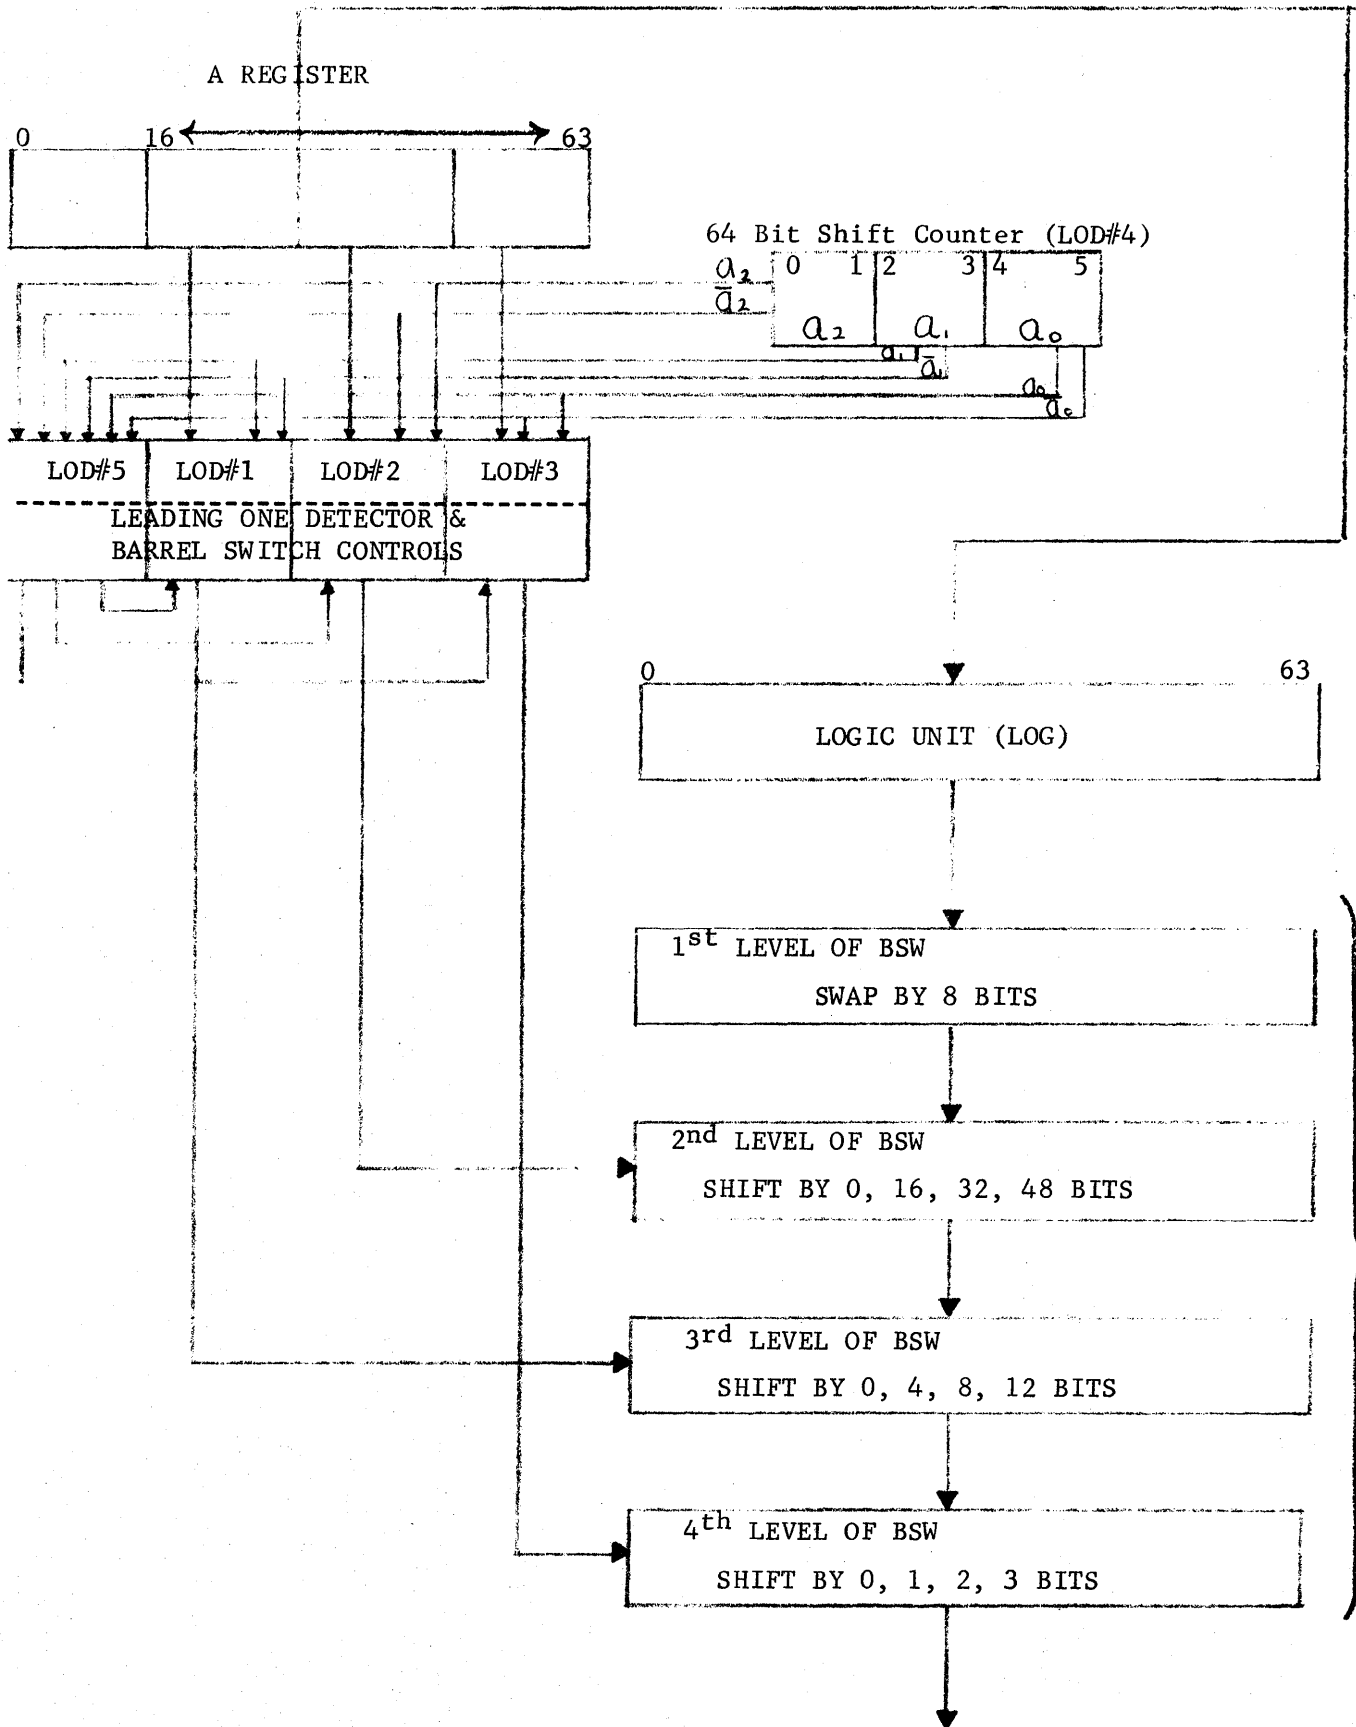 A REGISTER
0 16 63
64 Bit Shift Counter (LOD#4)
0 1 2 3 4 5
a₂
a̅₂
a₂ a₁ a₀
a₁
a̅₁
a₀
a̅₀
LOD#5 LOD#1 LOD#2 LOD#3
LEADING ONE DETECTOR &
BARREL SWITCH CONTROLS
0 63
LOGIC UNIT (LOG)
1st LEVEL OF BSW
SWAP BY 8 BITS
2nd LEVEL OF BSW
SHIFT BY 0, 16, 32, 48 BITS
3rd LEVEL OF BSW
SHIFT BY 0, 4, 8, 12 BITS
4th LEVEL OF BSW
SHIFT BY 0, 1, 2, 3 BITS